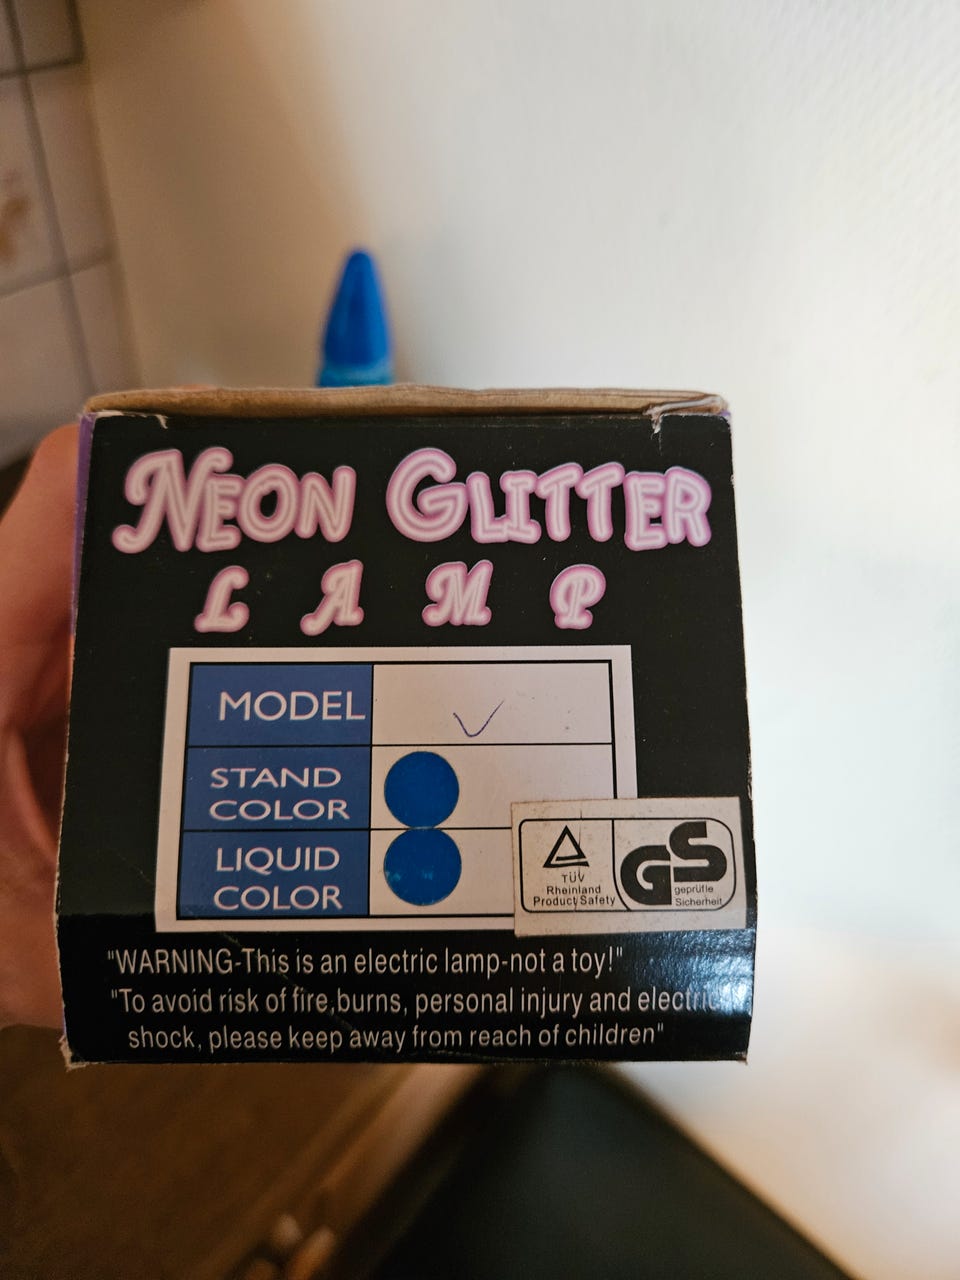 NEON GLITTER
LAMP
MODEL
STAND
COLOR
LIQUID
COLOR
TÜV
Rheinland
Product Safety
GS
geprüfte
Sicherheit
"WARNING-This is an electric lamp-not a toy!"
"To avoid risk of fire,burns, personal injury and electric
shock, please keep away from reach of children"